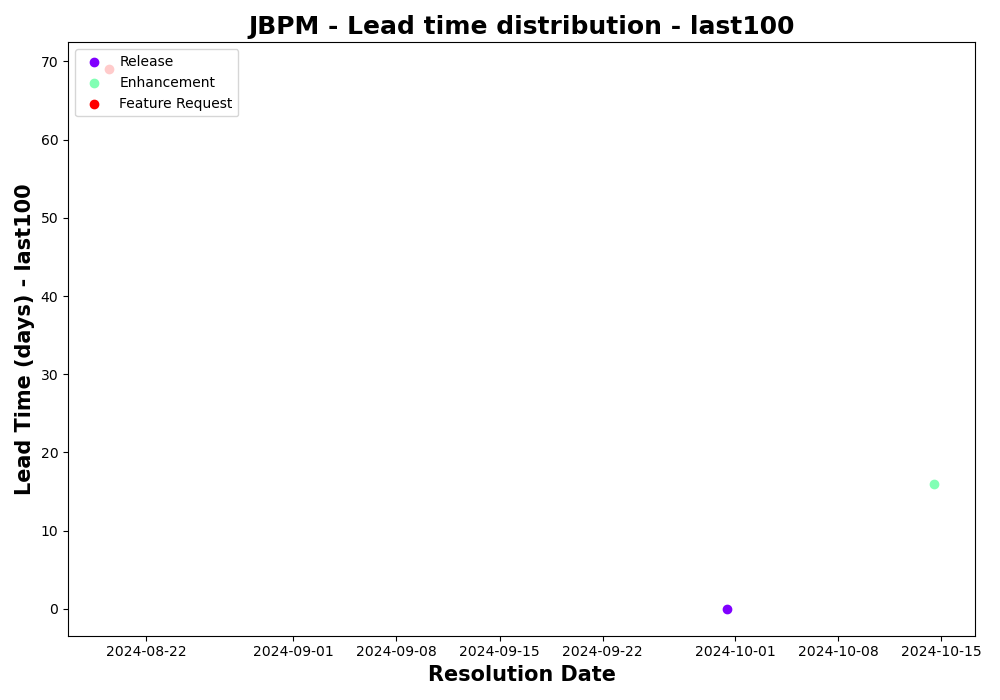 JBPM - Lead time distribution - last100
Release
Enhancement
Feature Request
Lead Time (days) - last100
70
60
50
40
30
20
10
0
2024-08-22 2024-09-01 2024-09-08 2024-09-15 2024-09-22 2024-10-01 2024-10-08 2024-10-15
Resolution Date